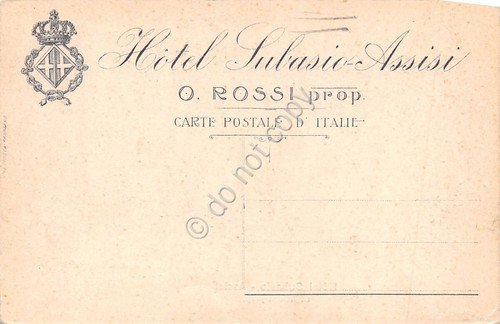 Hôtel Subasio-Assisi
O. ROSSI prop.
CARTE POSTALE D'ITALIE
© do not copy